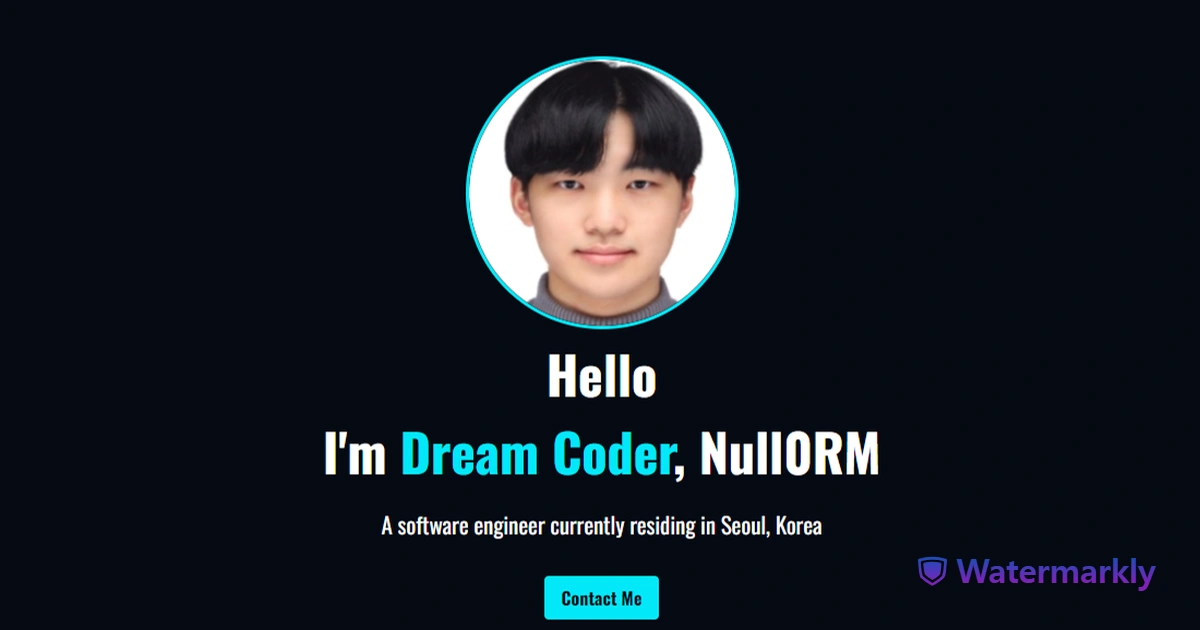 Hello
I'm Dream Coder, NullORM
A software engineer currently residing in Seoul, Korea
Contact Me
Watermarkly